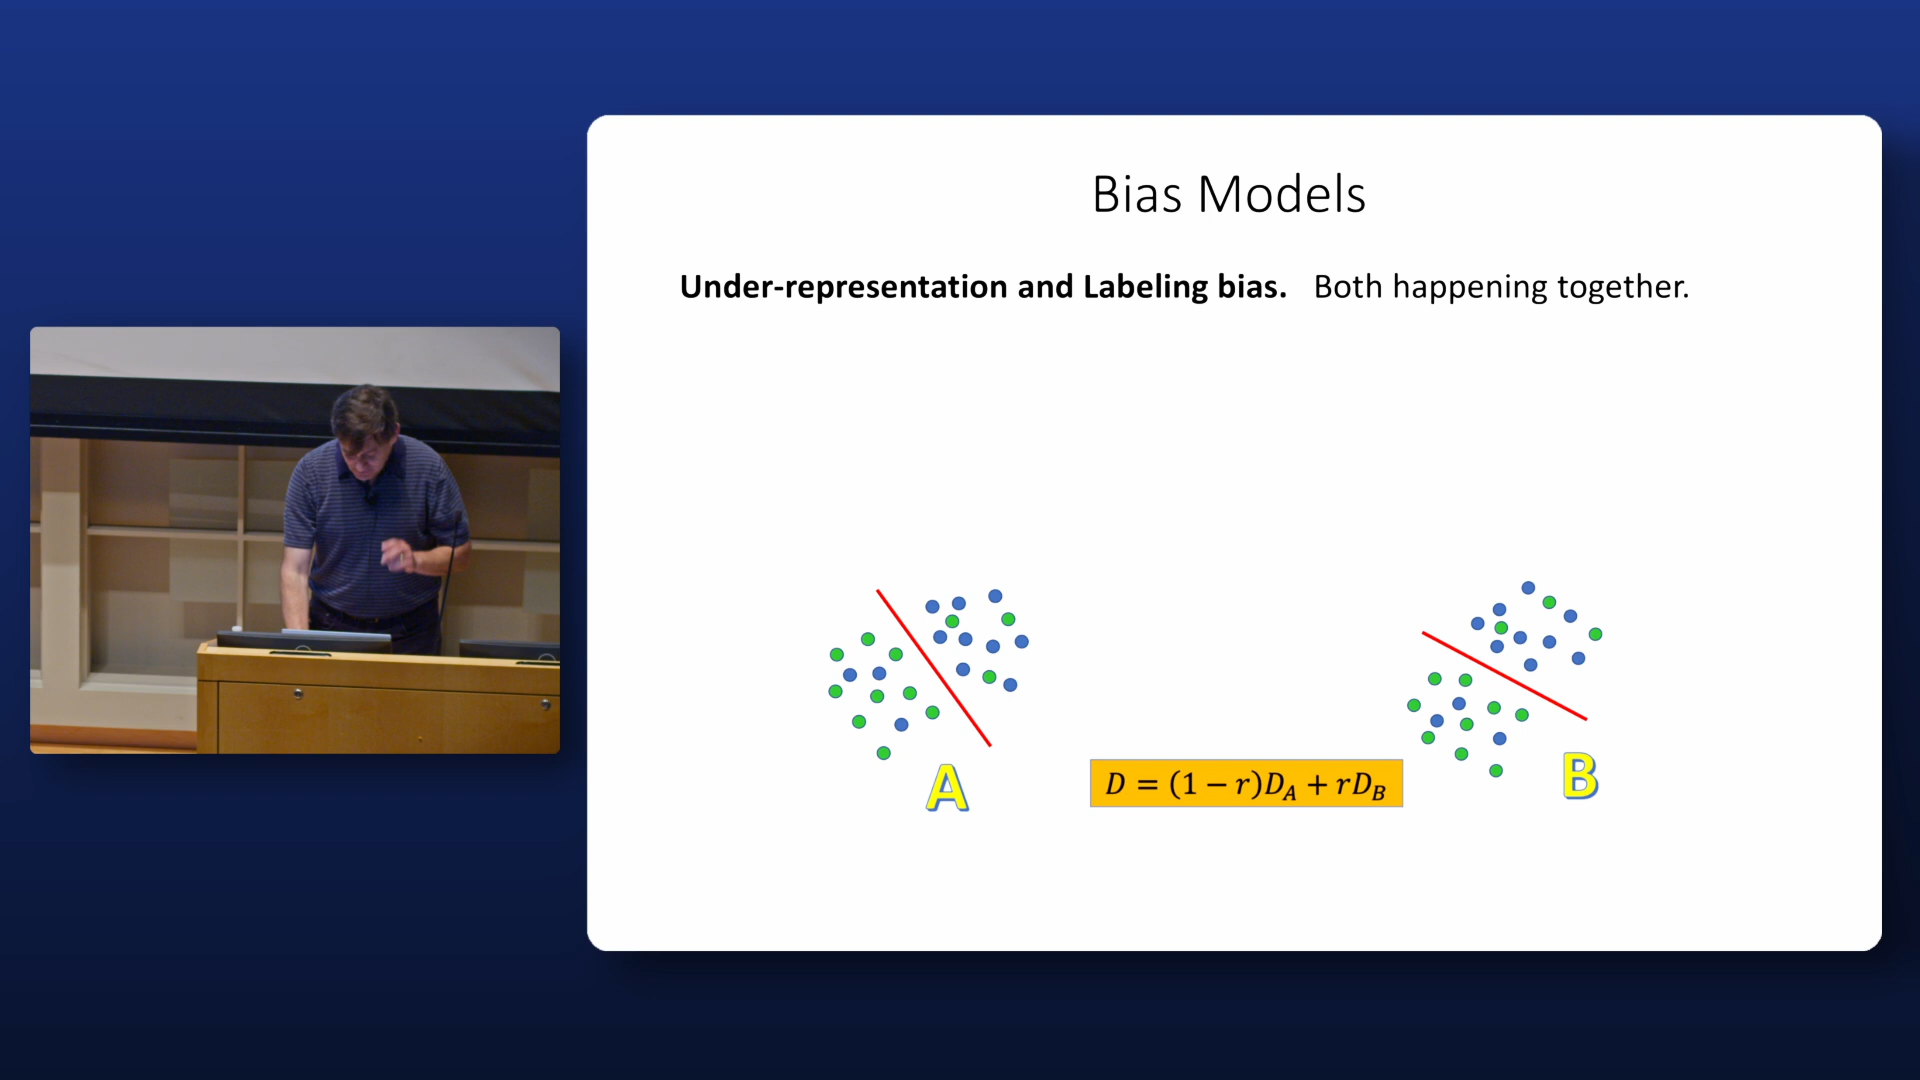 Bias Models
Under-representation and Labeling bias. Both happening together.
A
D = (1 − r)D_A + rD_B
B